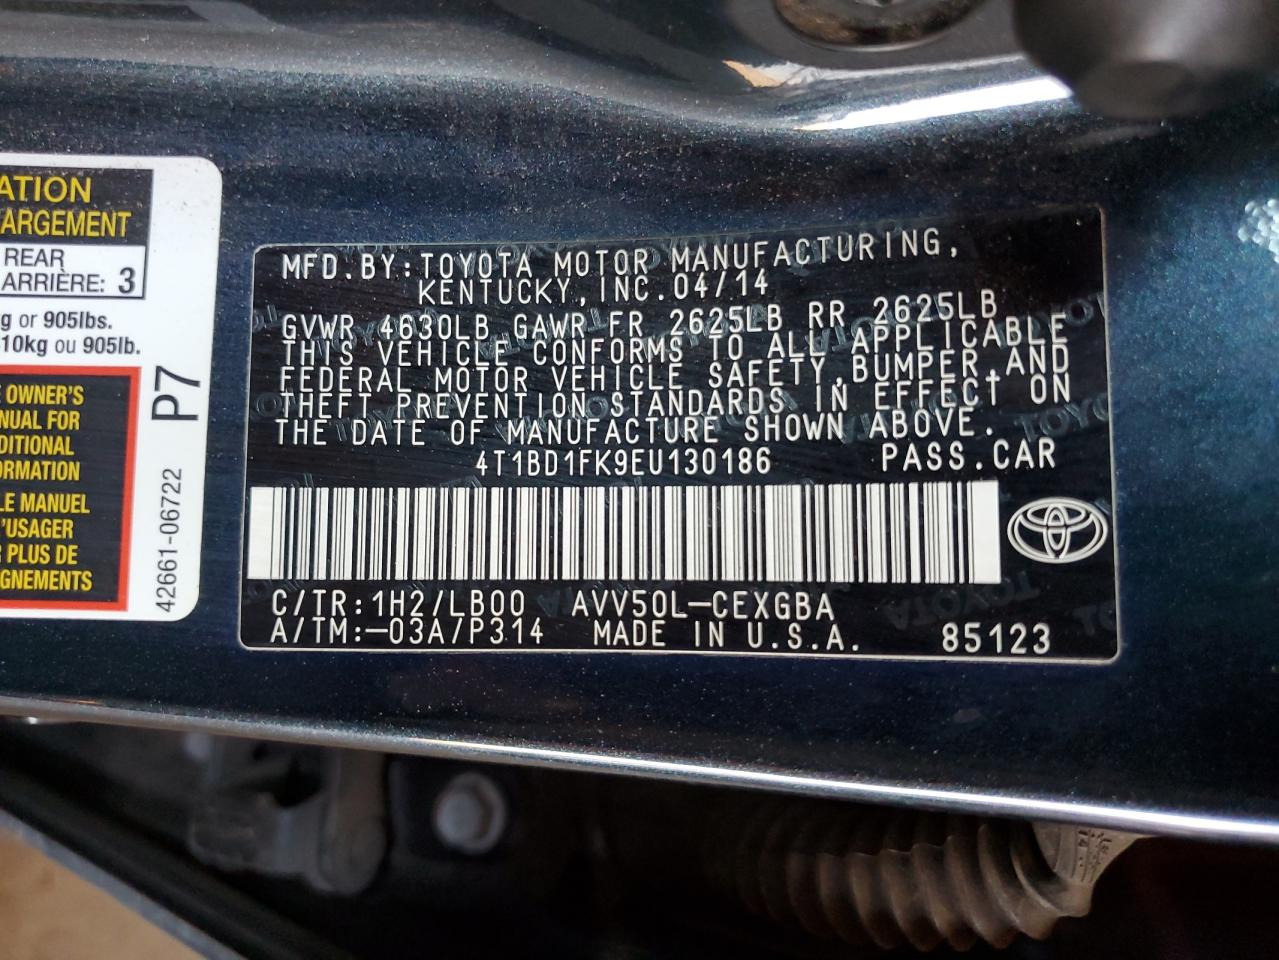 ATION
ARGEMENT
REAR
ARRIÈRE: 3
g or 905lbs.
10kg ou 905lb.
OWNER'S
NUAL FOR
DITIONAL
ORMATION
LE MANUEL
'USAGER
PLUS DE
GNEMENTS
42661-06722 P7
MFD.BY:TOYOTA MOTOR MANUFACTURING,
KENTUCKY,INC.04/14
GVWR 4630LB GAWR FR 2625LB RR 2625LB
THIS VEHICLE CONFORMS TO ALL APPLICABLE
FEDERAL MOTOR VEHICLE SAFETY,BUMPER,AND
THEFT PREVENTION STANDARDS IN EFFECT ON
THE DATE OF MANUFACTURE SHOWN ABOVE.
4T1BD1FK9EU130186 PASS.CAR
C/TR:1H2/LB00 AVV50L-CEXGBA
A/TM:-03A/P314 MADE IN U.S.A. 85123